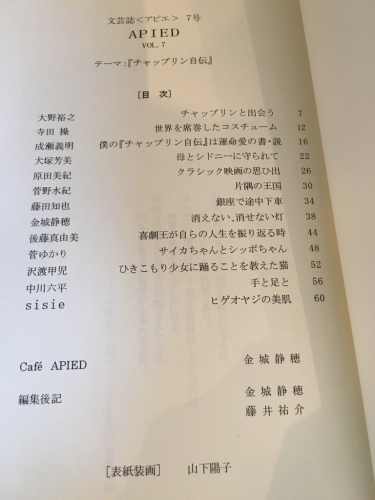 文芸誌＜アピエ＞ 7号
APIED
VOL. 7
テーマ:『チャップリン自伝』
［目 次］
大野裕之 チャップリンと出会う 7
寺田 操 世界を席巻したコスチューム 12
成瀬義明 僕の『チャップリン自伝』は運命愛の書・説 16
犬塚芳美 母とシドニーに守られて 22
原田美紀 クラシック映画の思ひ出 26
菅野水紀 片隅の王国 30
藤田知也 銀座で途中下車 34
金城静穂 消えない、消せない灯 38
後藤真由美 喜劇王が自らの人生を振り返る時 44
菅ゆかり サイカちゃんとシッポちゃん 48
沢渡甲児 ひきこもり少女に踊ることを教えた猫 52
中川六平 手と足と 56
sisie ヒゲオヤジの美肌 60
Café APIED 金城静穂
編集後記 金城静穂
藤井祐介
［表紙装画］ 山下陽子